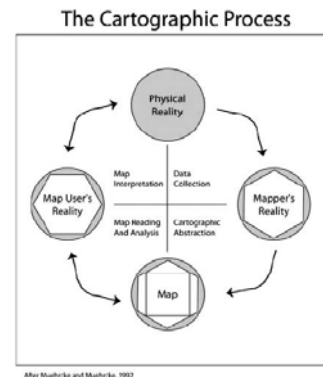 The Cartographic Process
Physical
Reality
Map
Interpretation
Data
Collection
Map User's
Reality
Mapper's
Reality
Map Reading
And Analysis
Cartographic
Abstraction
Map
After Muehrcke and Muehrcke, 1992